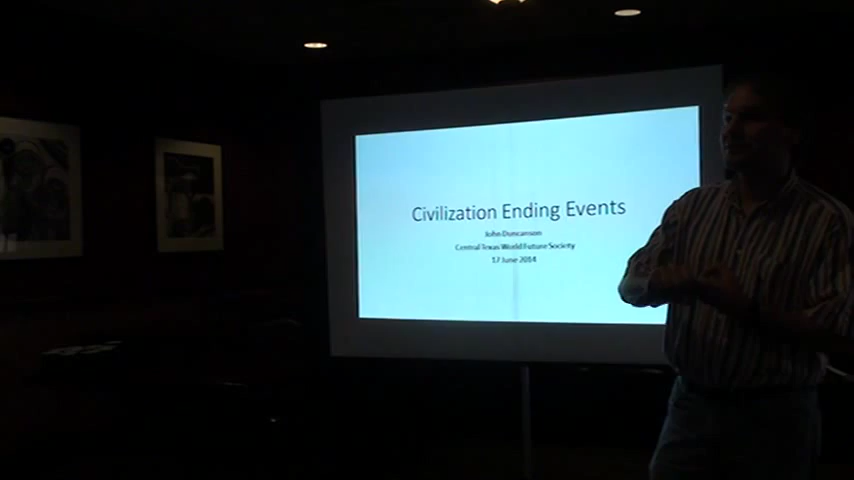 Civilization Ending Events
John Duncanson
Central Texas World Future Society
17 June 2014